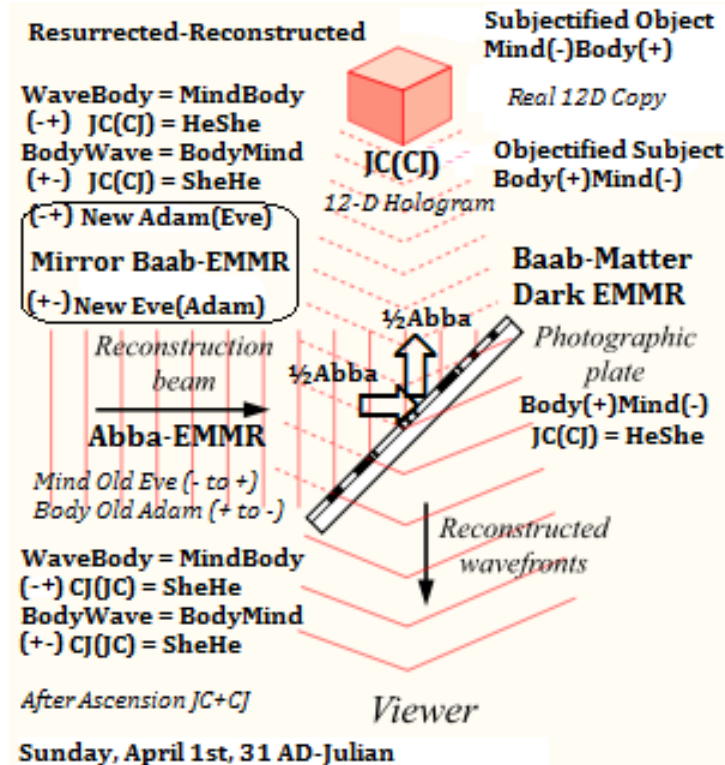 Resurrected-Reconstructed
Subjectified Object
Mind(-)Body(+)
Real 12D Copy
WaveBody = MindBody
(-+) JC(CJ) = HeShe
BodyWave = BodyMind
(+-) JC(CJ) = SheHe
JC(CJ)
12-D Hologram
Objectified Subject
Body(+)Mind(-)
(-+) New Adam(Eve)
Mirror Baab-EMMR
(+-) New Eve(Adam)
Baab-Matter
Dark EMMR
½Abba
½Abba
Reconstruction
beam
Abba-EMMR
Photographic
plate
Body(+)Mind(-)
JC(CJ) = HeShe
Mind Old Eve (- to +)
Body Old Adam (+ to -)
Reconstructed
wavefronts
WaveBody = MindBody
(-+) CJ(JC) = SheHe
BodyWave = BodyMind
(+-) CJ(JC) = SheHe
After Ascension JC+CJ
Viewer
Sunday, April 1st, 31 AD-Julian